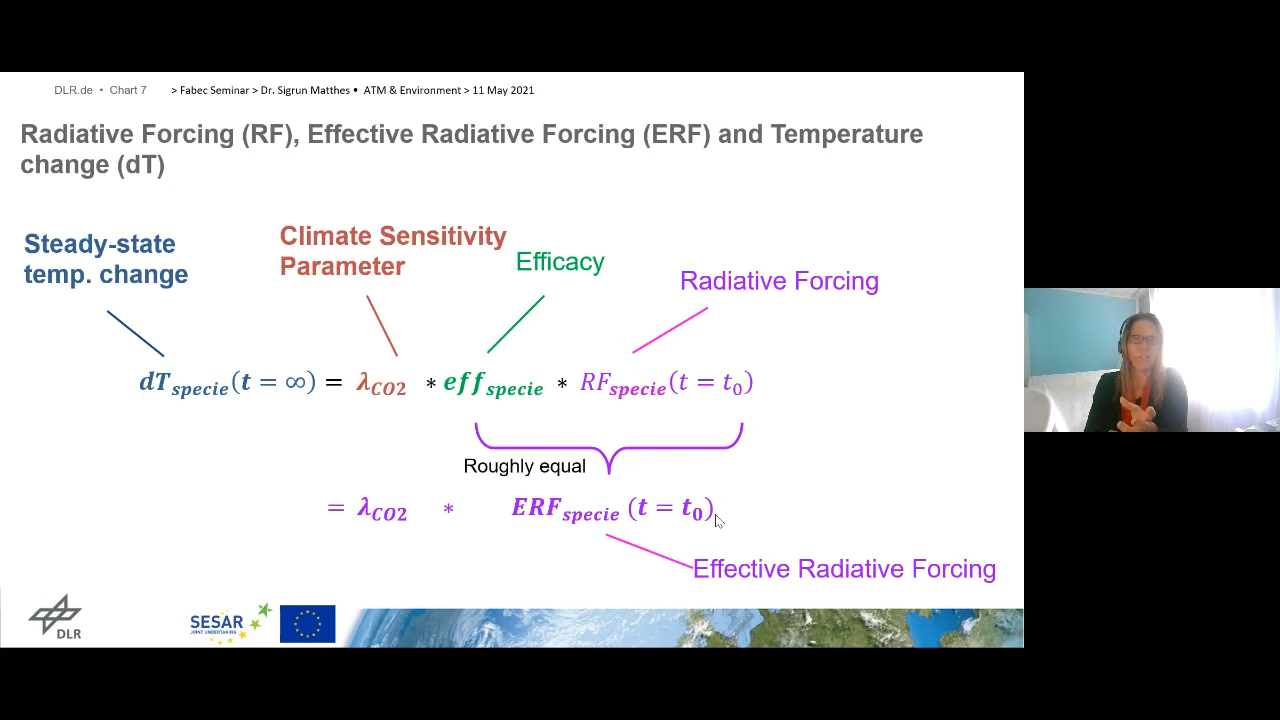 DLR.de • Chart 7 > Fabec Seminar > Dr. Sigrun Matthes • ATM & Environment > 11 May 2021
Radiative Forcing (RF), Effective Radiative Forcing (ERF) and Temperature
change (dT)
Steady-state
temp. change
Climate Sensitivity
Parameter
Efficacy
Radiative Forcing
dT_specie(t = ∞) = λ_CO2 * eff_specie * RF_specie(t = t_0)
Roughly equal
= λ_CO2 * ERF_specie (t = t_0)
Effective Radiative Forcing
DLR
SESAR
JOINT UNDERTAKING